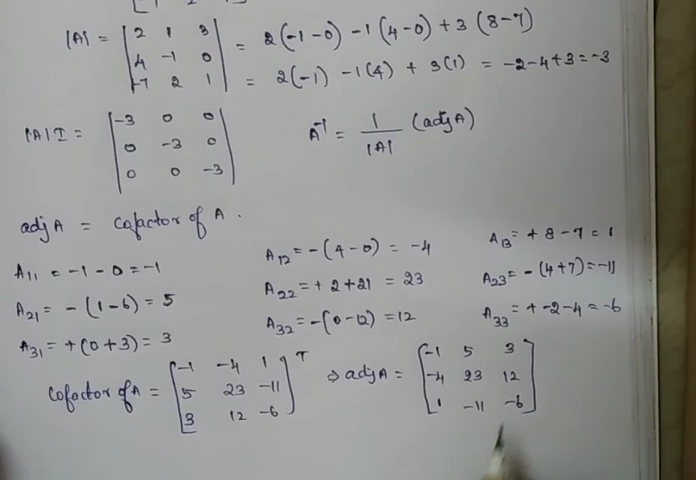 |A| = | 2 1 3 | = 2(-1-0) -1(4-0) +3 (8-7)
| 4 -1 0 |
| -7 2 1 | = 2(-1) -1(4) + 3(1) = -2-4+3 = -3
|A| I = | -3 0 0 |
| 0 -3 0 | A⁻¹ = 1/|A| (adj A)
| 0 0 -3 |
adj A = Cofactor of A .
A11 = -1 - 0 = -1 A12 = -(4-0) = -4 A13 = + 8-7 = 1
A21 = -(1-6) = 5 A22 = + 2+21 = 23 A23 = -(4+7) = -11
A31 = +(0+3) = 3 A32 = -(0-12) = 12 A33 = + -2-4 = -6
Cofactor of A = [ -1 -4 1 ]T ⇒ adj A = [ -1 5 3 ]
[ 5 23 -11 ] [ -4 23 12 ]
[ 3 12 -6 ] [ 1 -11 -6 ]